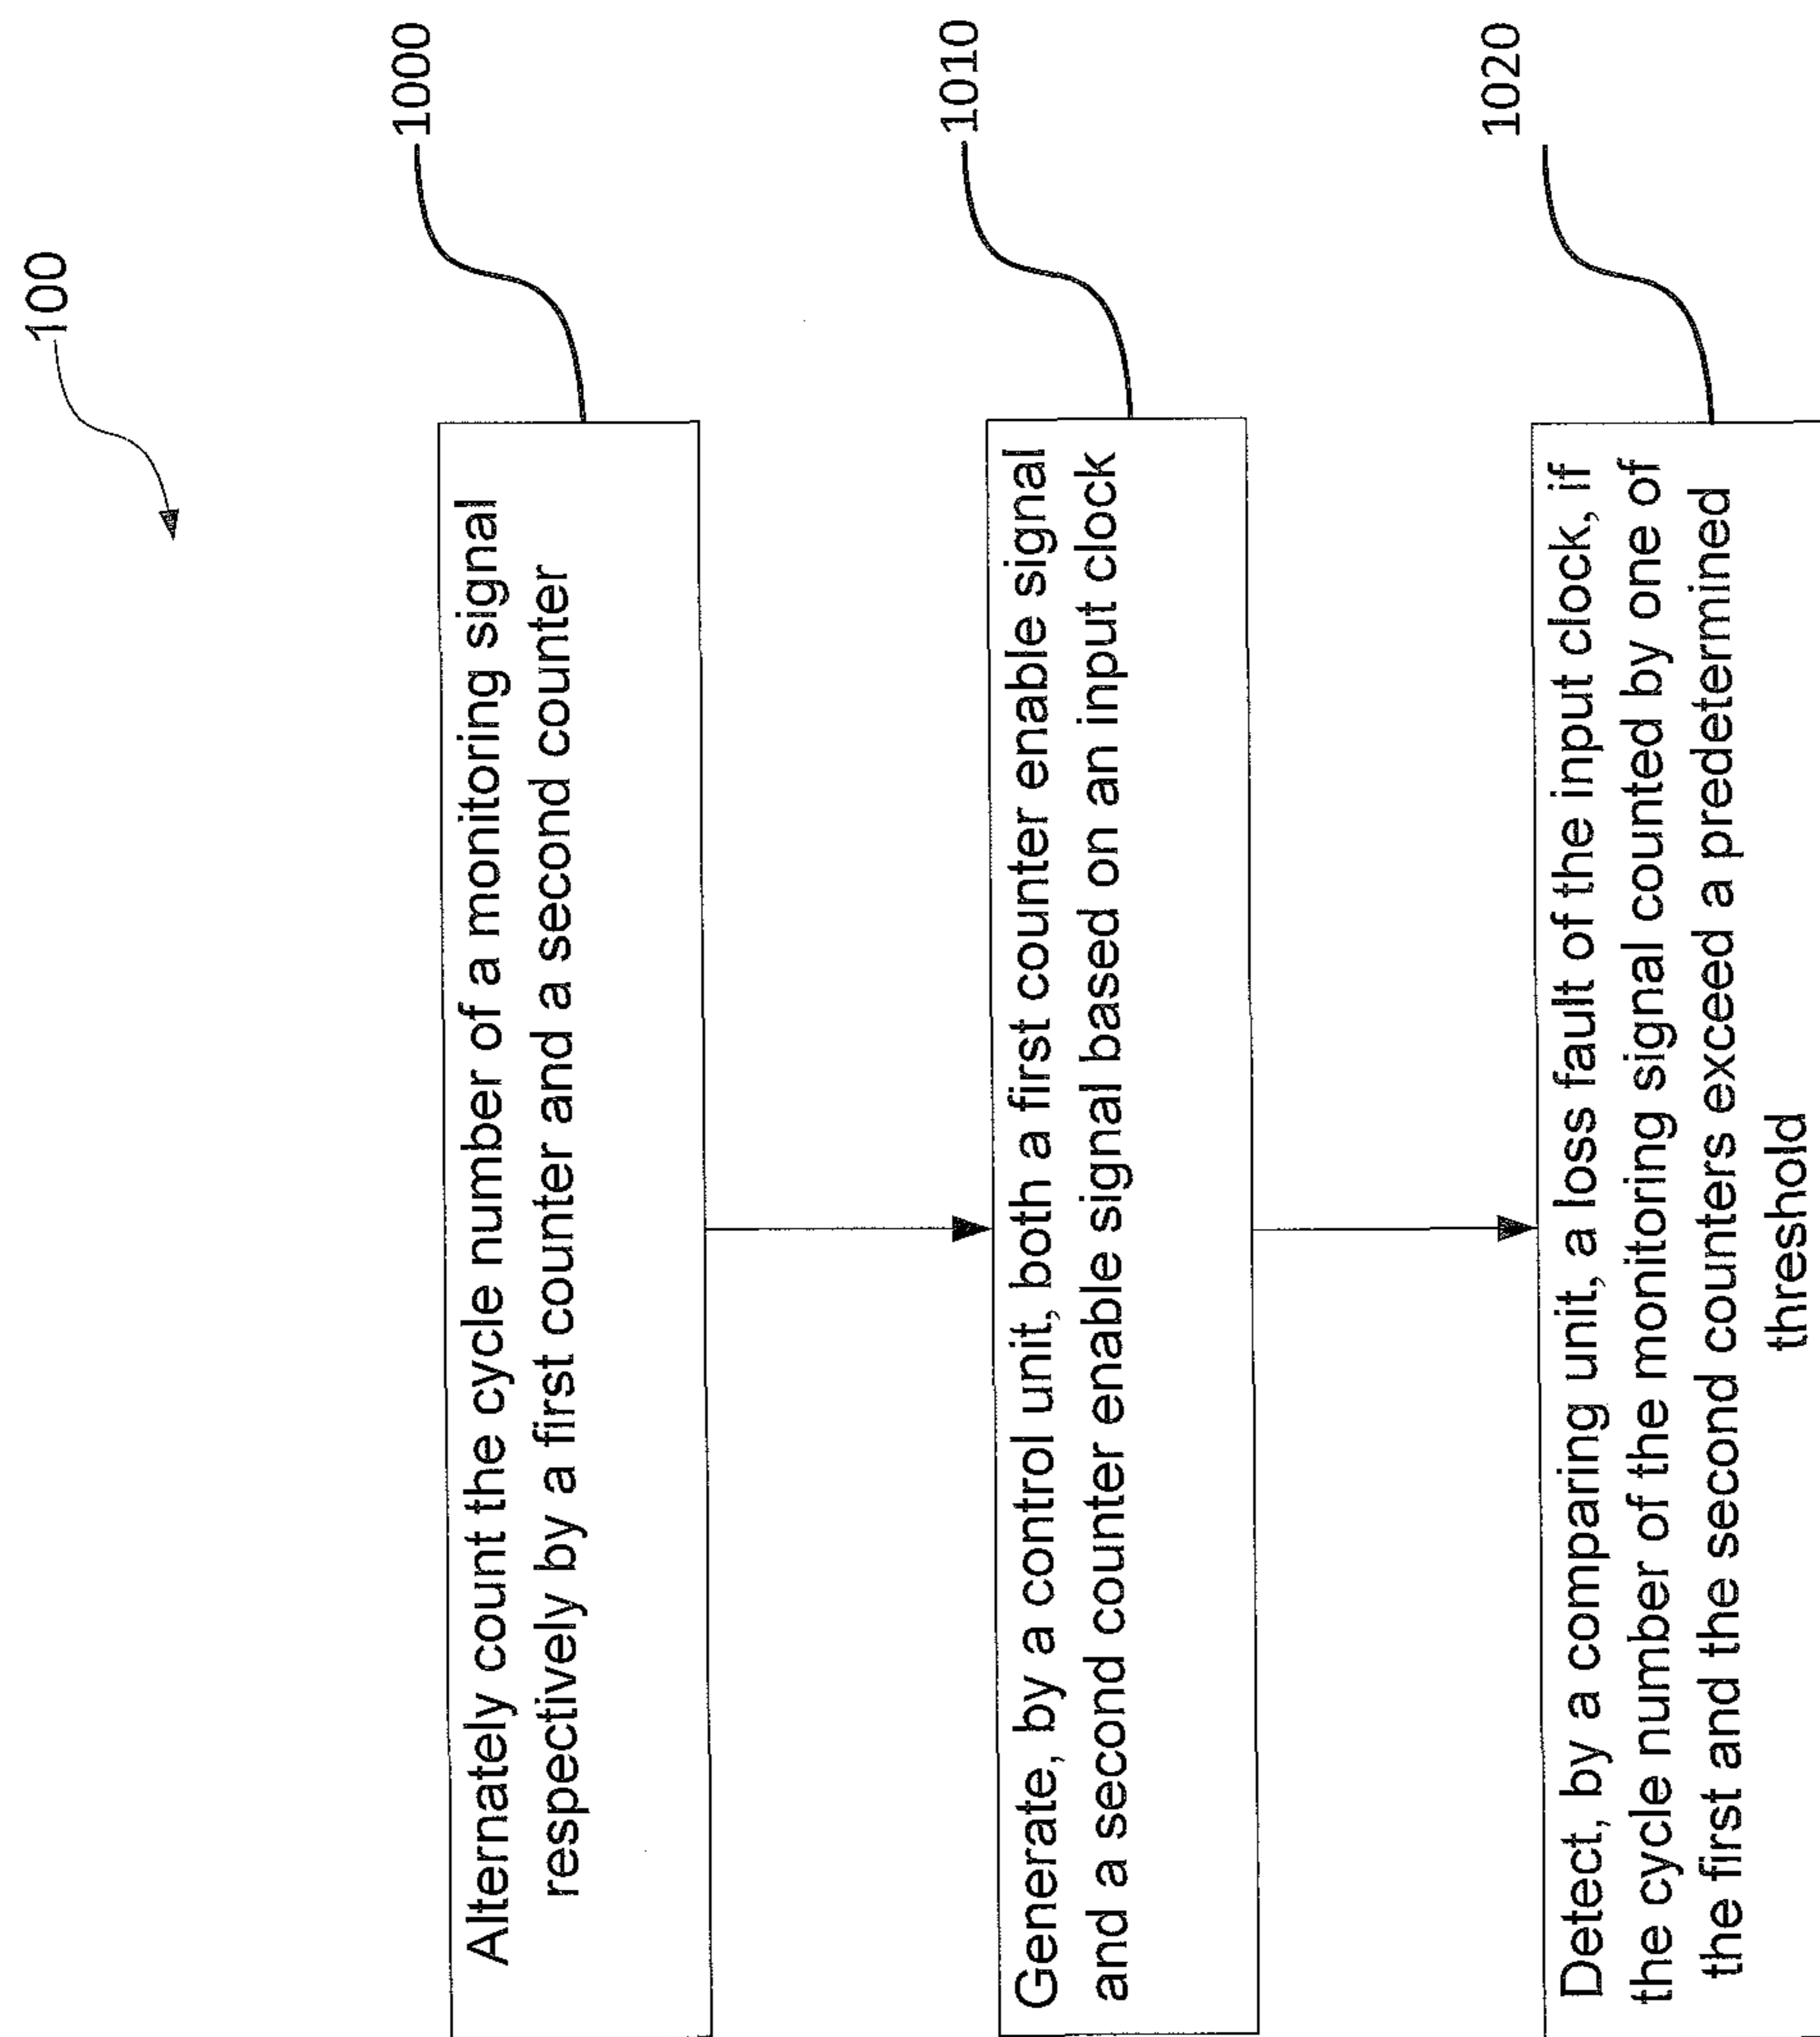 100
1000
Alternately count the cycle number of a monitoring signal
respectively by a first counter and a second counter
1010
Generate, by a control unit, both a first counter enable signal
and a second counter enable signal based on an input clock
1020
Detect, by a comparing unit, a loss fault of the input clock, if
the cycle number of the monitoring signal counted by one of
the first and the second counters exceed a predetermined
threshold